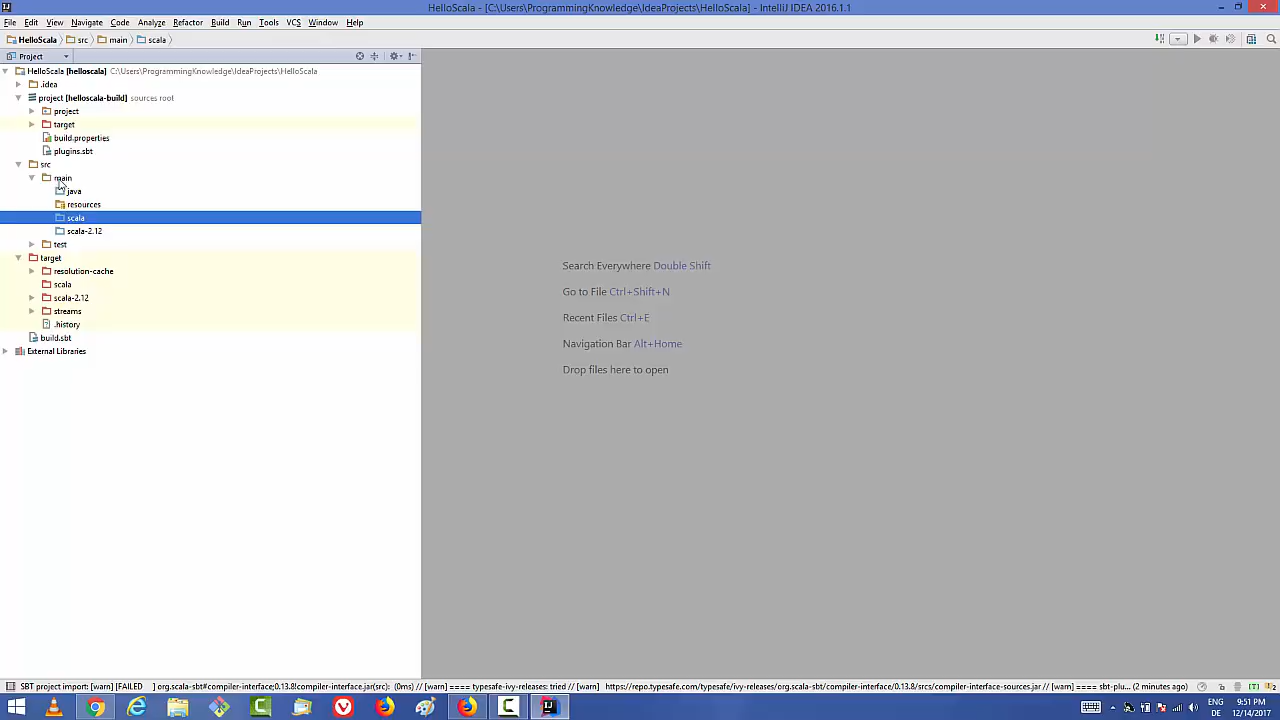 HelloScala - [C:\Users\ProgrammingKnowledge\IdeaProjects\HelloScala] - IntelliJ IDEA 2016.1.1
File Edit View Navigate Code Analyze Refactor Build Run Tools VCS Window Help
HelloScala src main scala
Project
HelloScala [helloscala] C:\Users\ProgrammingKnowledge\IdeaProjects\HelloScala
.idea
project [helloscala-build] sources root
project
target
build.properties
plugins.sbt
src
main
java
resources
scala
scala-2.12
test
target
resolution-cache
scala
scala-2.12
streams
.history
build.sbt
External Libraries
Search Everywhere Double Shift
Go to File Ctrl+Shift+N
Recent Files Ctrl+E
Navigation Bar Alt+Home
Drop files here to open
SBT project import: [warn] [FAILED ] org.scala-sbt#compiler-interface;0.13.8!compiler-interface.jar(src): (0ms) // [warn] ==== typesafe-ivy-releases: tried // [warn] https://repo.typesafe.com/typesafe/ivy-releases/org.scala-sbt/compiler-interface/0.13.8/srcs/compiler-interface-sources.jar // [warn] ==== sbt-plu... (2 minutes ago)
ENG 9:51 PM
DE 12/14/2017